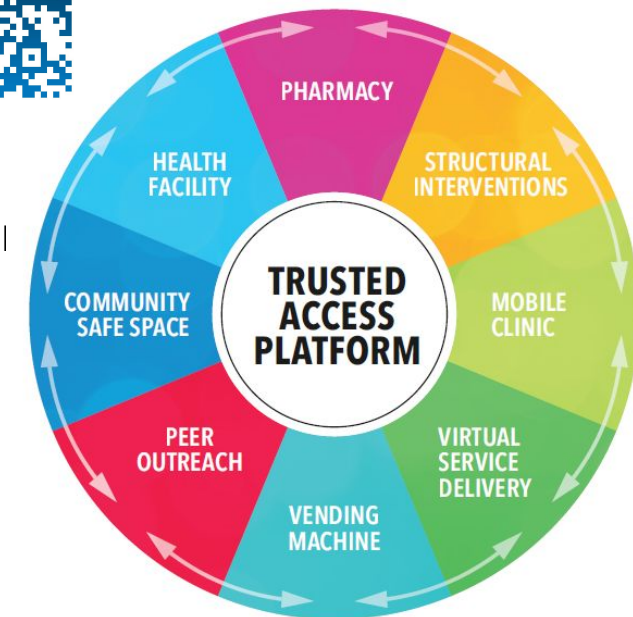 PHARMACY
STRUCTURAL
INTERVENTIONS
MOBILE
CLINIC
VIRTUAL
SERVICE
DELIVERY
VENDING
MACHINE
PEER
OUTREACH
COMMUNITY
SAFE SPACE
HEALTH
FACILITY
TRUSTED
ACCESS
PLATFORM